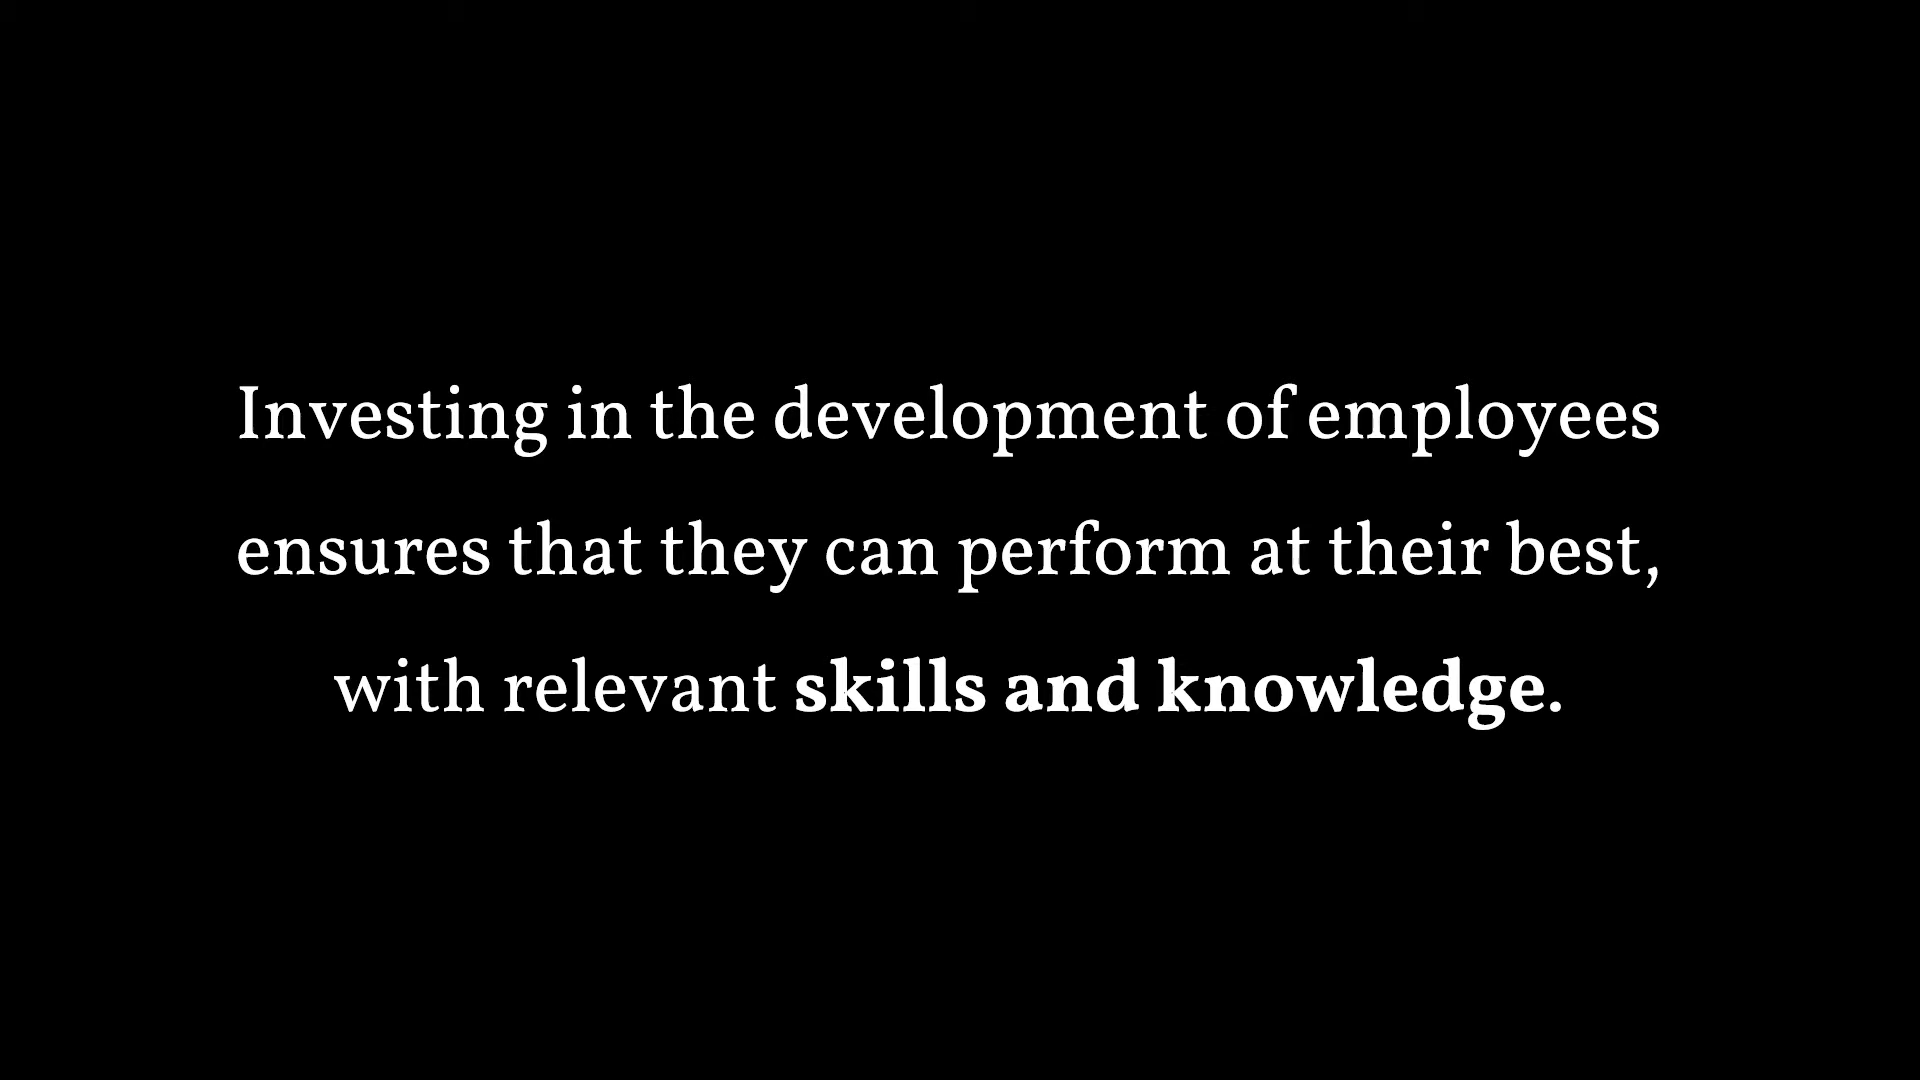 Investing in the development of employees
ensures that they can perform at their best,
with relevant skills and knowledge.